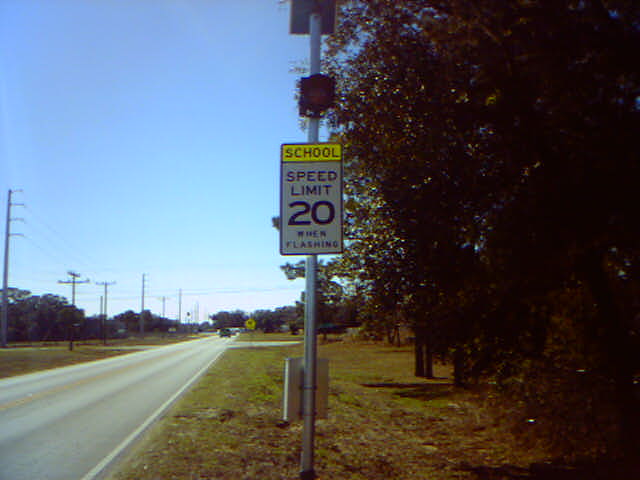 SCHOOL
SPEED
LIMIT
20
WHEN
FLASHING